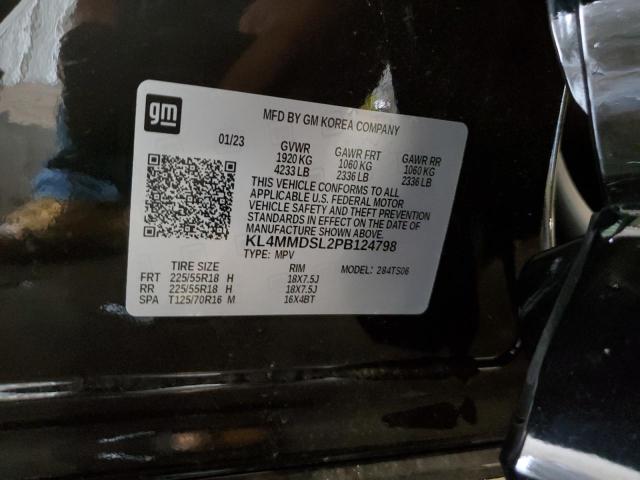 gm
MFD BY GM KOREA COMPANY
01/23
GVWR GAWR FRT GAWR RR
1920 KG 1060 KG 1060 KG
4233 LB 2336 LB 2336 LB
THIS VEHICLE CONFORMS TO ALL
APPLICABLE U.S. FEDERAL MOTOR
VEHICLE SAFETY AND THEFT PREVENTION
STANDARDS IN EFFECT ON THE DATE OF
MANUFACTURE SHOWN ABOVE.
KL4MMDSL2PB124798
TYPE: MPV
TIRE SIZE RIM MODEL: 284TS06
FRT 225/55R18 H 18X7.5J
RR 225/55R18 H 18X7.5J
SPA T125/70R16 M 16X4BT